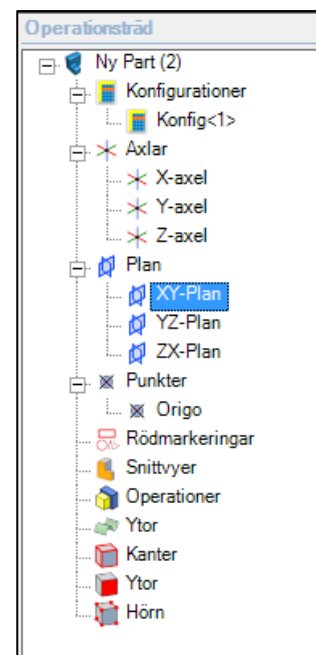 Operationsträd
Ny Part (2)
Konfigurationer
Konfig<1>
Axlar
X-axel
Y-axel
Z-axel
Plan
XY-Plan
YZ-Plan
ZX-Plan
Punkter
Origo
Rödmarkeringar
Snittvyer
Operationer
Ytor
Kanter
Ytor
Hörn